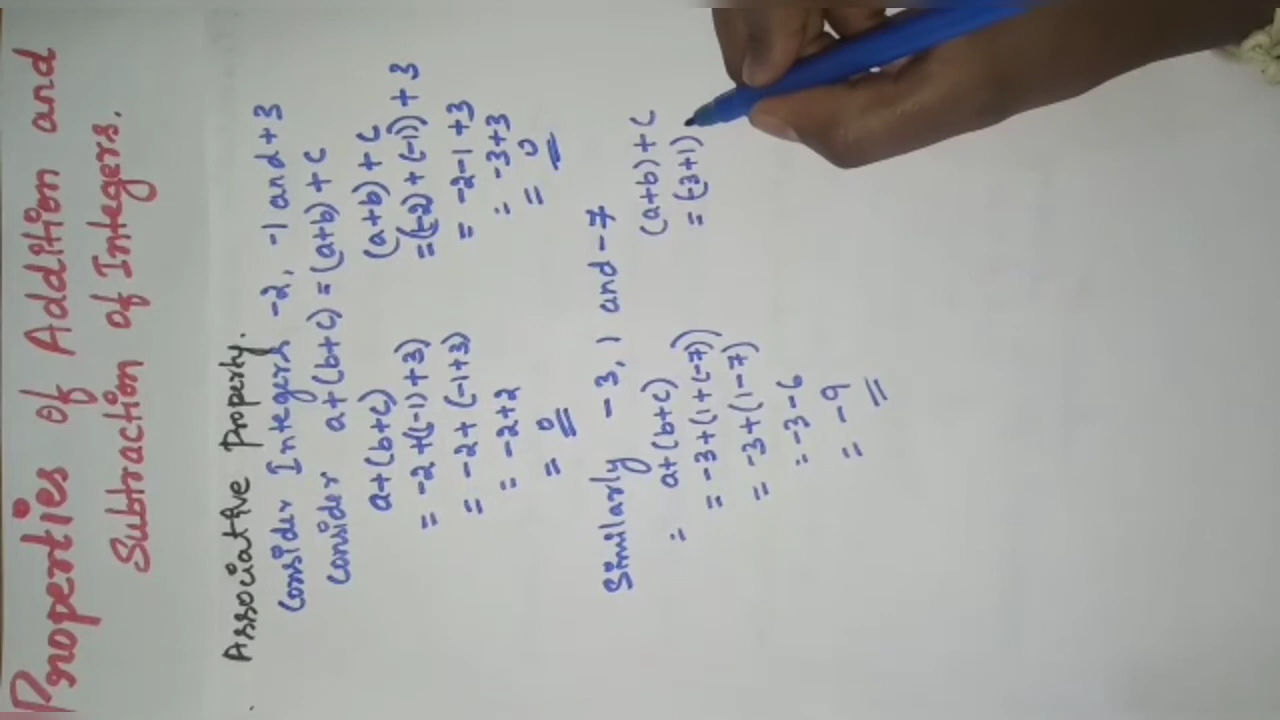 Properties of Addition and
Subtraction of Integers.
Associative Property.
Consider Integers -2, -1 and +3
Consider a+(b+c) = (a+b)+c
a+(b+c)
= -2+((-1)+3)
= -2+(-1+3)
= -2+2
= 0
(a+b)+c
=((-2)+(-1))+3
= -2-1+3
= -3+3
= 0
Similarly -3, 1 and -7
= a+(b+c)
= -3+(1+(-7))
= -3+(1-7)
= -3-6
= -9
(a+b)+c
= (-3+1)